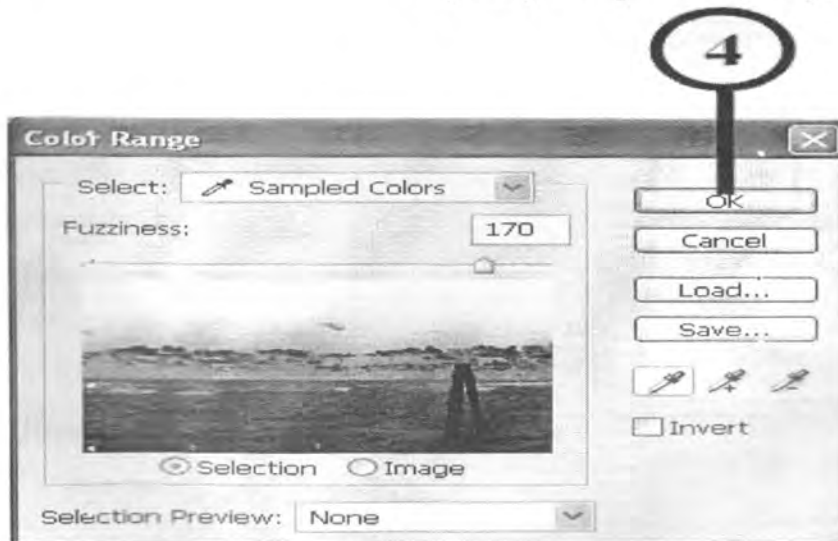 4
Color Range
Select: Sampled Colors
Fuzziness: 170
OK
Cancel
Load...
Save...
Invert
Selection Image
Selection Preview: None